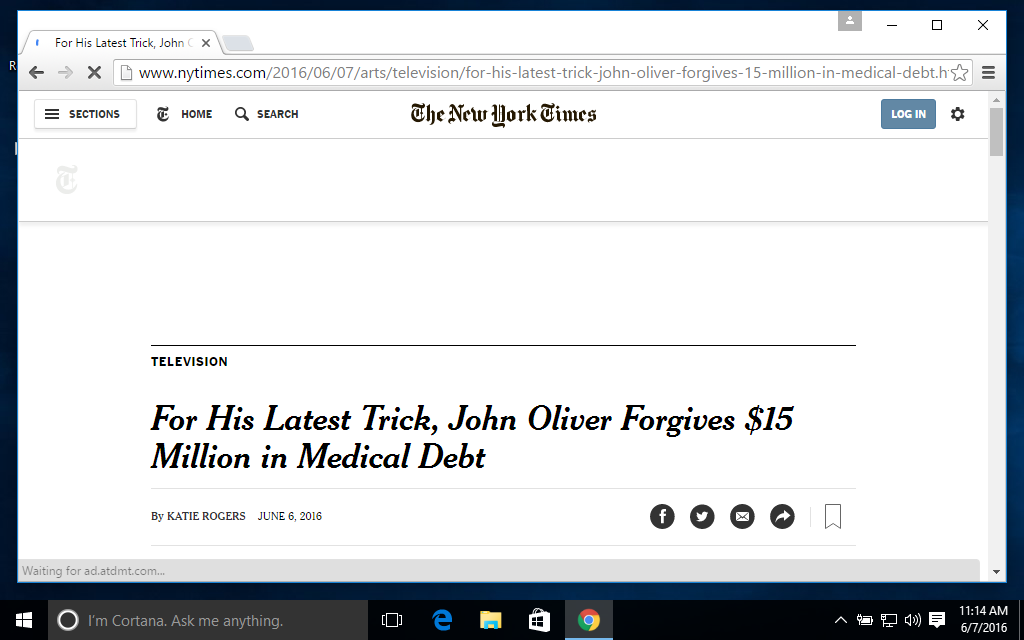 For His Latest Trick, John
www.nytimes.com/2016/06/07/arts/television/for-his-latest-trick-john-oliver-forgives-15-million-in-medical-debt.h
SECTIONS HOME SEARCH The New York Times LOG IN
TELEVISION
For His Latest Trick, John Oliver Forgives $15
Million in Medical Debt
By KATIE ROGERS JUNE 6, 2016
Waiting for ad.atdmt.com...
I'm Cortana. Ask me anything.
11:14 AM
6/7/2016